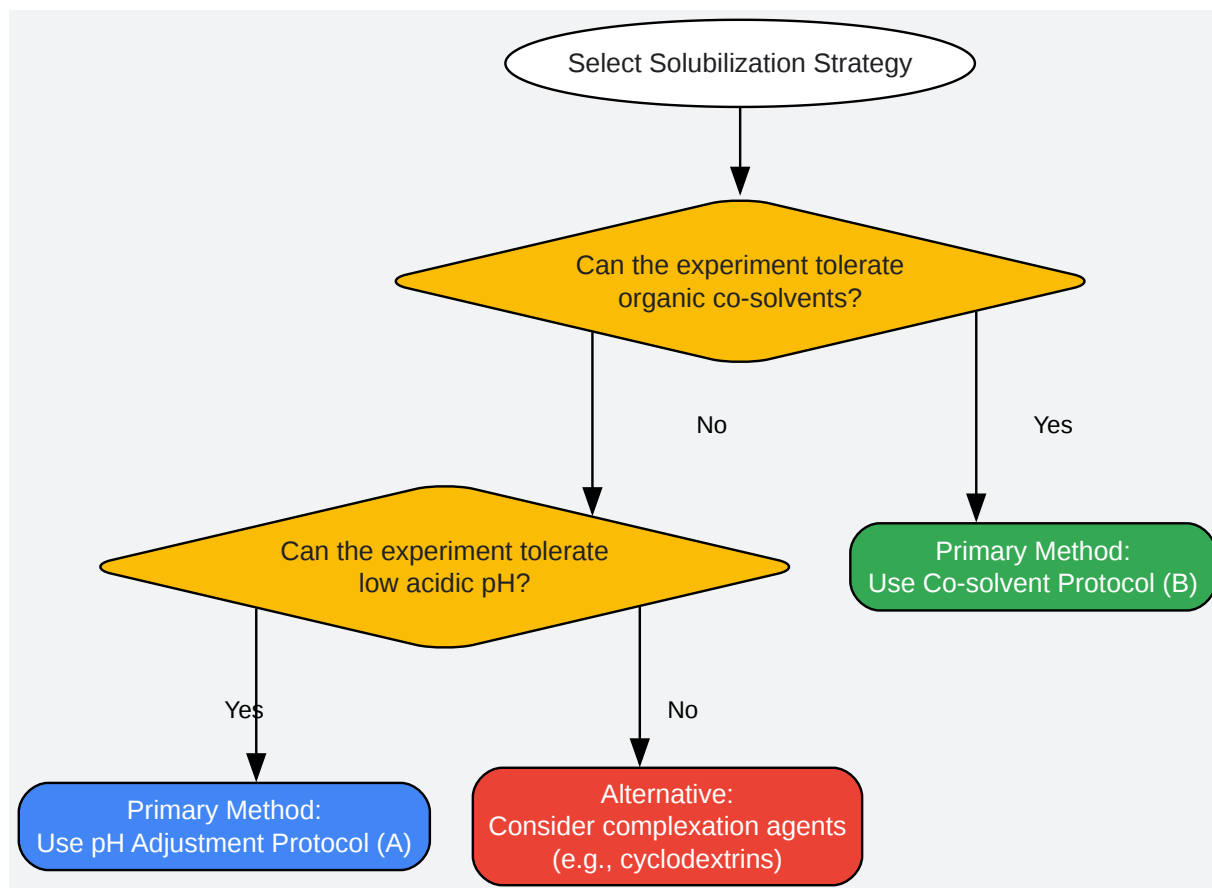 Select Solubilization Strategy
Can the experiment tolerate
organic co-solvents?
No
Yes
Can the experiment tolerate
low acidic pH?
Primary Method:
Use Co-solvent Protocol (B)
Yes
No
Primary Method:
Use pH Adjustment Protocol (A)
Alternative:
Consider complexation agents
(e.g., cyclodextrins)